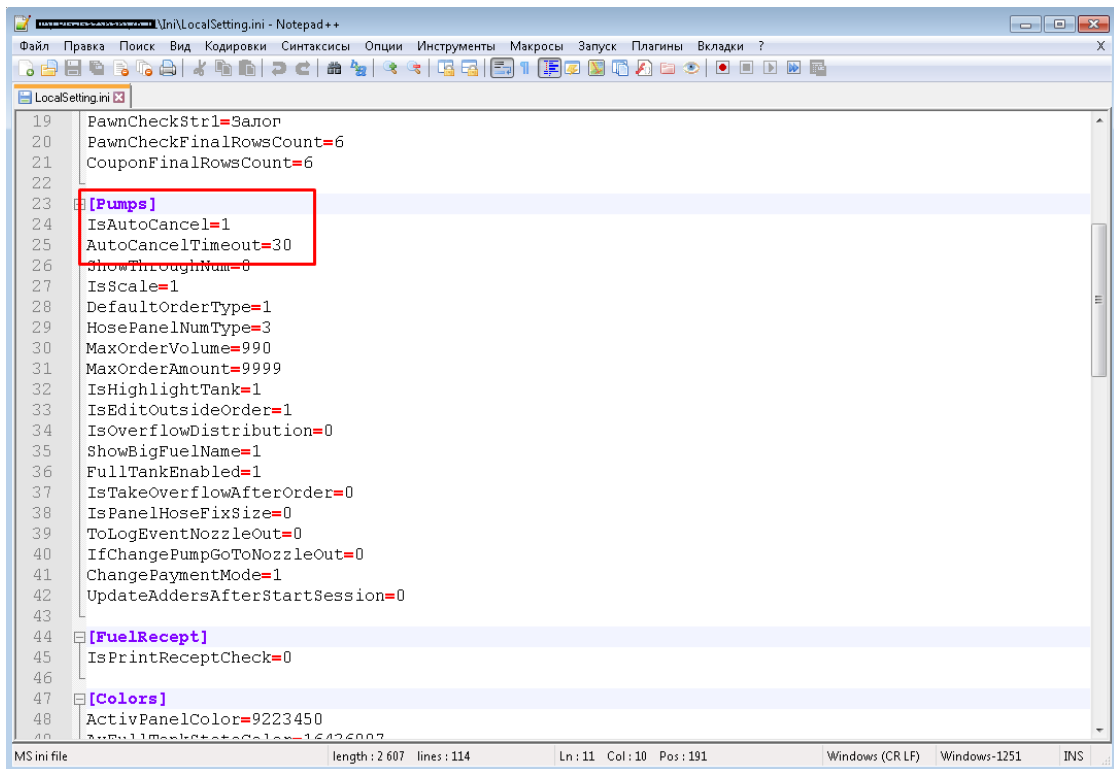 \Ini\LocalSetting.ini - Notepad++
Файл Правка Поиск Вид Кодировки Синтаксисы Опции Инструменты Макросы Запуск Плагины Вкладки ? X
LocalSetting.ini
19 PawnCheckStr1=Залог
20 PawnCheckFinalRowsCount=6
21 CouponFinalRowsCount=6
22
23 [Pumps]
24 IsAutoCancel=1
25 AutoCancelTimeout=30
26 ShowThroughNum=0
27 IsScale=1
28 DefaultOrderType=1
29 HosePanelNumType=3
30 MaxOrderVolume=990
31 MaxOrderAmount=9999
32 IsHighlightTank=1
33 IsEditOutsideOrder=1
34 IsOverflowDistribution=0
35 ShowBigFuelName=1
36 FullTankEnabled=1
37 IsTakeOverflowAfterOrder=0
38 IsPanelHoseFixSize=0
39 ToLogEventNozzleOut=0
40 IfChangePumpGoToNozzleOut=0
41 ChangePaymentMode=1
42 UpdateAddersAfterStartSession=0
43
44 [FuelRecept]
45 IsPrintReceptCheck=0
46
47 [Colors]
48 ActivPanelColor=9223450
49
MS ini file length : 2 607 lines : 114 Ln : 11 Col : 10 Pos : 191 Windows (CR LF) Windows-1251 INS